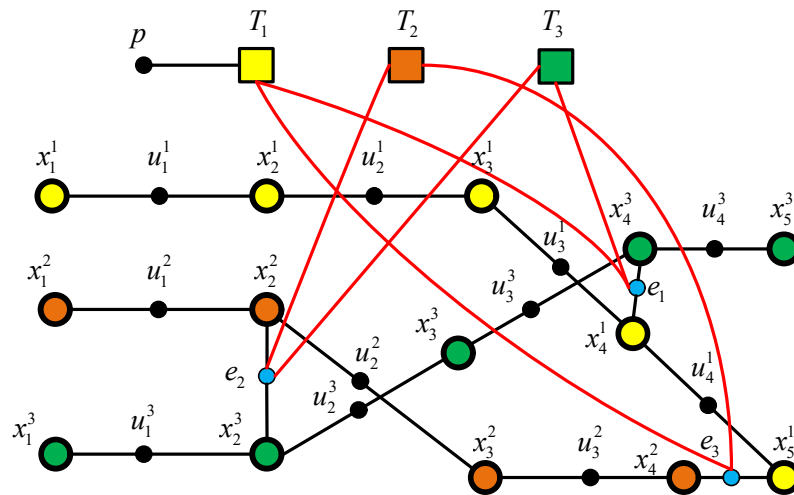 p T₁ T₂ T₃
x₁¹ u₁¹ x₂¹ u₂¹ x₃¹ x₄³ u₄³ x₅³
u₃¹
x₁² u₁² x₂² u₃³ e₁
x₃³ x₄¹
e₂ u₂² u₄¹
u₂³
x₁³ u₁³ x₂³ x₃² u₃² x₄² e₃ x₅¹